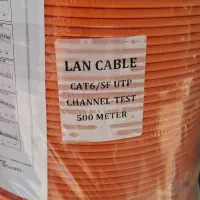 LAN CABLE
CAT6/SF UTP
CHANNEL TEST
500 METER